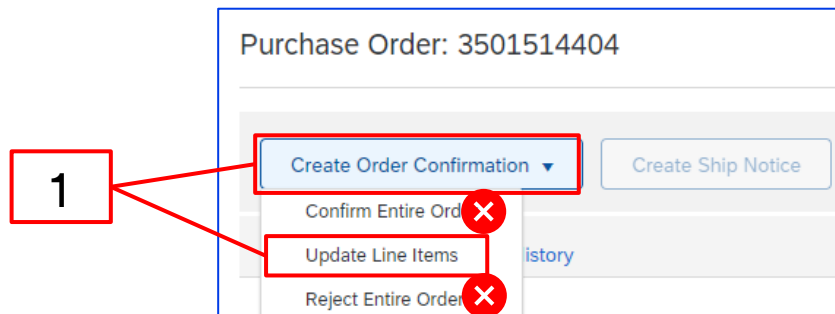 Purchase Order: 3501514404
1
Create Order Confirmation
Create Ship Notice
Confirm Entire Ord
Update Line Items
istory
Reject Entire Order